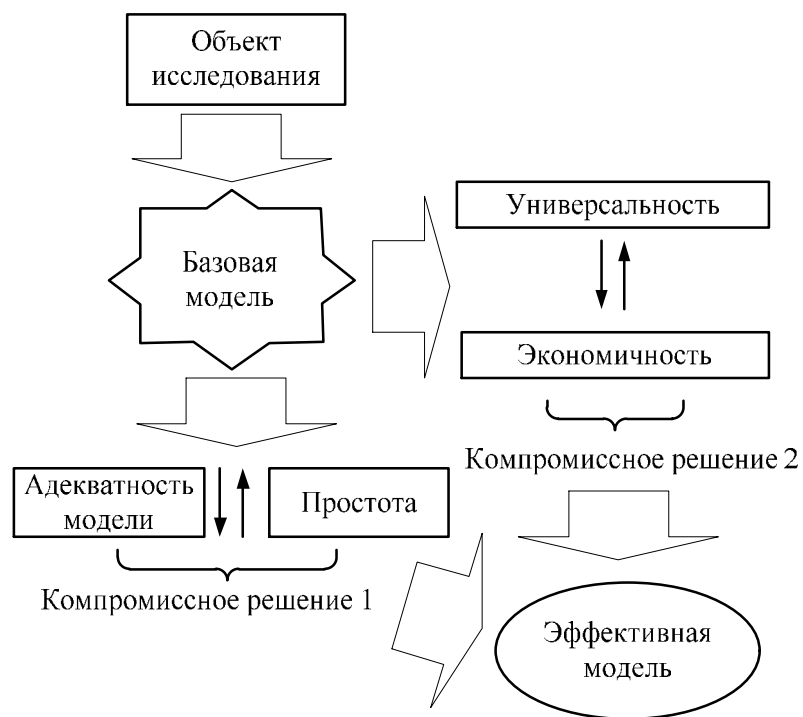 Объект
исследования
Базовая
модель
Универсальность
Экономичность
Компромиссное решение 2
Адекватность
модели
Простота
Компромиссное решение 1
Эффективная
модель